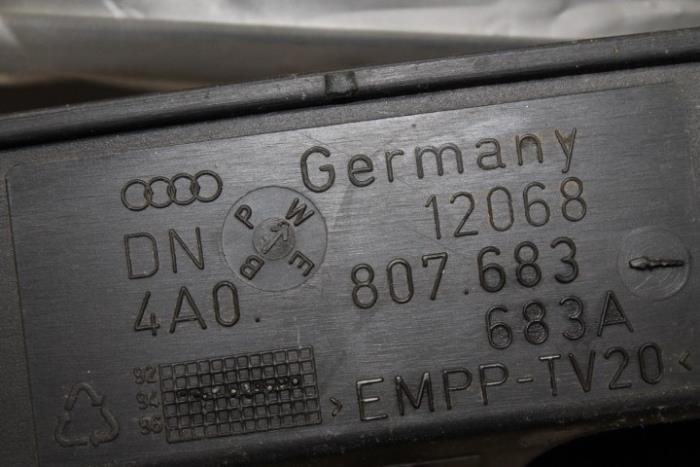 Germany
DN 12068
4A0. 807.683
683A
P W E B
92
94
96
>EMPP-TV20<